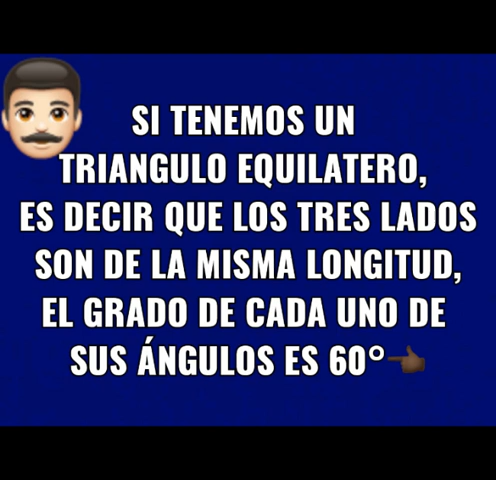 SI TENEMOS UN
TRIANGULO EQUILATERO,
ES DECIR QUE LOS TRES LADOS
SON DE LA MISMA LONGITUD,
EL GRADO DE CADA UNO DE
SUS ÁNGULOS ES 60°